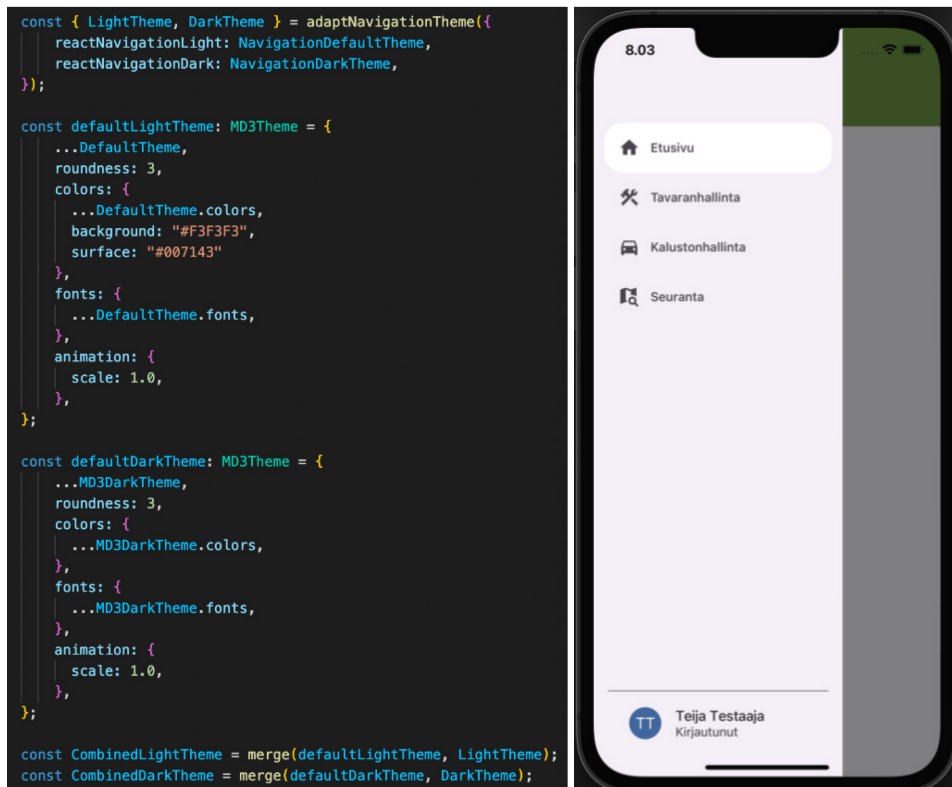 const { LightTheme, DarkTheme } = adaptNavigationTheme({
    reactNavigationLight: NavigationDefaultTheme,
    reactNavigationDark: NavigationDarkTheme,
});

const defaultLightTheme: MD3Theme = {
    ...DefaultTheme,
    roundness: 3,
    colors: {
      ...DefaultTheme.colors,
      background: "#F3F3F3",
      surface: "#007143"
    },
    fonts: {
      ...DefaultTheme.fonts,
    },
    animation: {
      scale: 1.0,
    },
};

const defaultDarkTheme: MD3Theme = {
    ...MD3DarkTheme,
    roundness: 3,
    colors: {
      ...MD3DarkTheme.colors,
    },
    fonts: {
      ...MD3DarkTheme.fonts,
    },
    animation: {
      scale: 1.0,
    },
};

const CombinedLightTheme = merge(defaultLightTheme, LightTheme);
const CombinedDarkTheme = merge(defaultDarkTheme, DarkTheme);
8.03
Etusivu
Tavaranhallinta
Kalustonhallinta
Seuranta
TT
Teija Testaaja
Kirjautunut